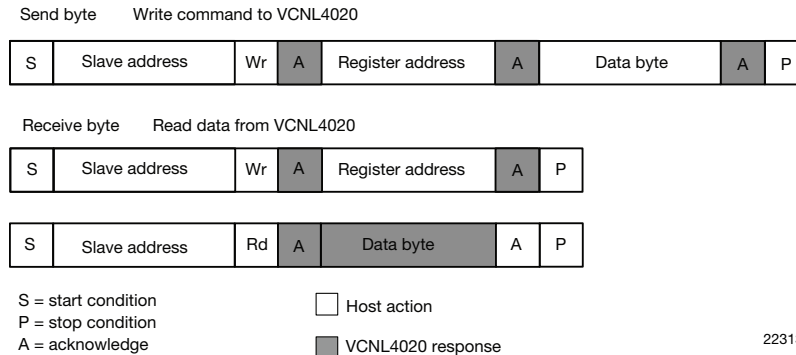 Send byte Write command to VCNL4020
S Slave address Wr A Register address A Data byte A P
Receive byte Read data from VCNL4020
S Slave address Wr A Register address A P
S Slave address Rd A Data byte A P
S = start condition
P = stop condition
A = acknowledge
Host action
VCNL4020 response